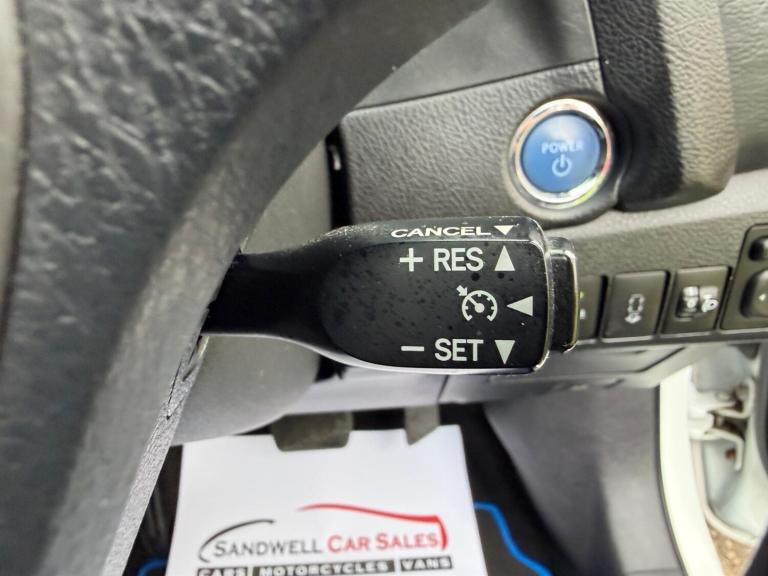 POWER
CANCEL
+ RES
- SET
SANDWELL CAR SALES
CARS MOTORCYCLES VANS